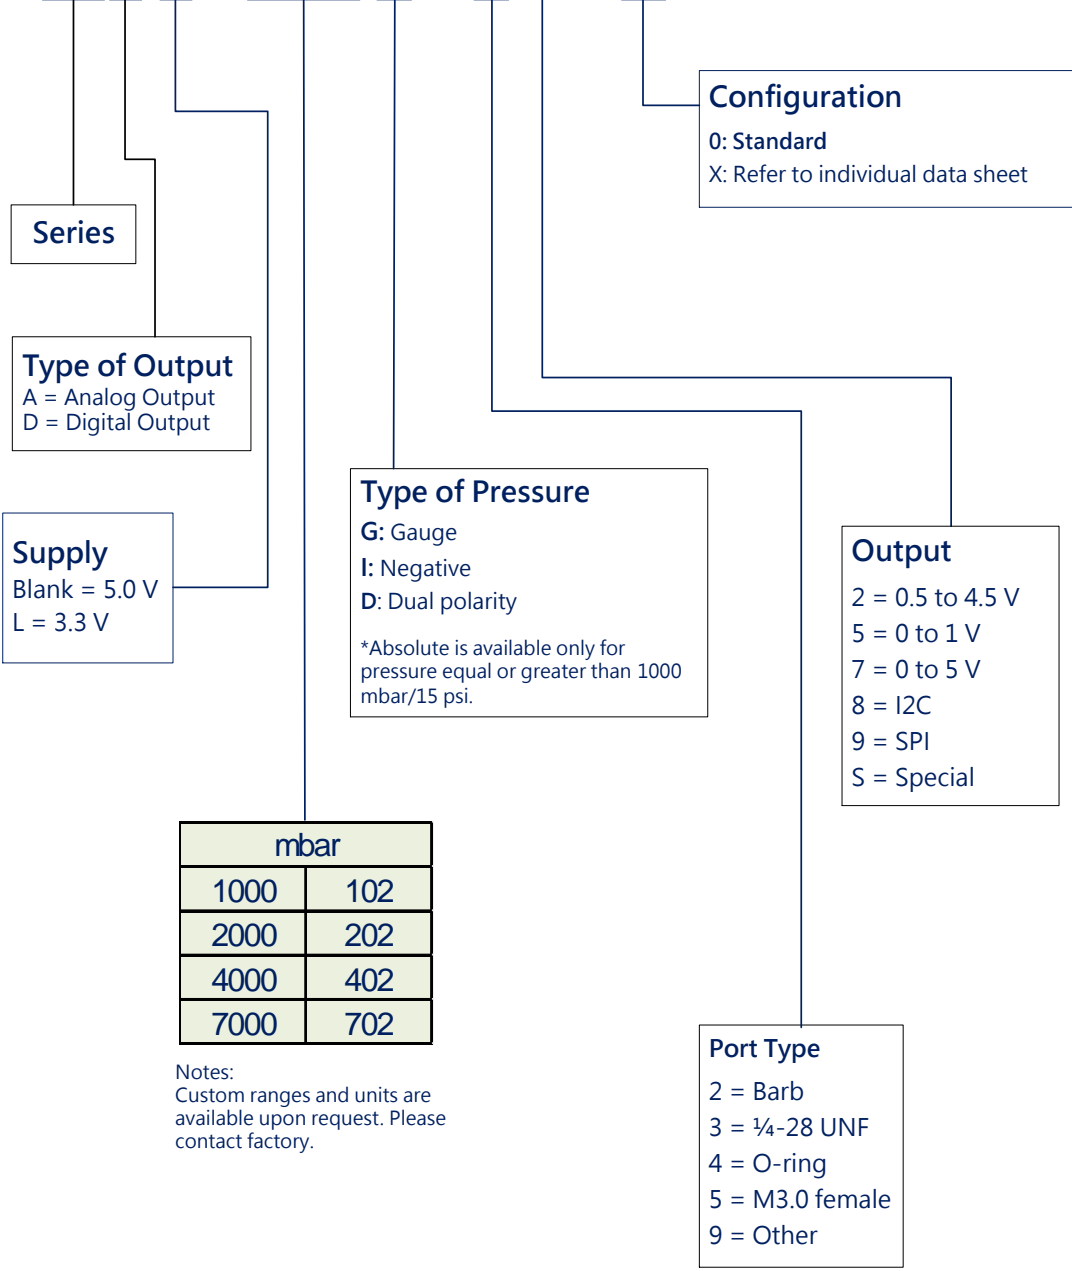 Configuration
0: Standard
X: Refer to individual data sheet
Series
Type of Output
A = Analog Output
D = Digital Output
Type of Pressure
G: Gauge
I: Negative
D: Dual polarity
*Absolute is available only for
pressure equal or greater than 1000
mbar/15 psi.
Supply
Blank = 5.0 V
L = 3.3 V
Output
2 = 0.5 to 4.5 V
5 = 0 to 1 V
7 = 0 to 5 V
8 = I2C
9 = SPI
S = Special
mbar
1000 102
2000 202
4000 402
7000 702
Notes:
Custom ranges and units are
available upon request. Please
contact factory.
Port Type
2 = Barb
3 = ¼-28 UNF
4 = O-ring
5 = M3.0 female
9 = Other